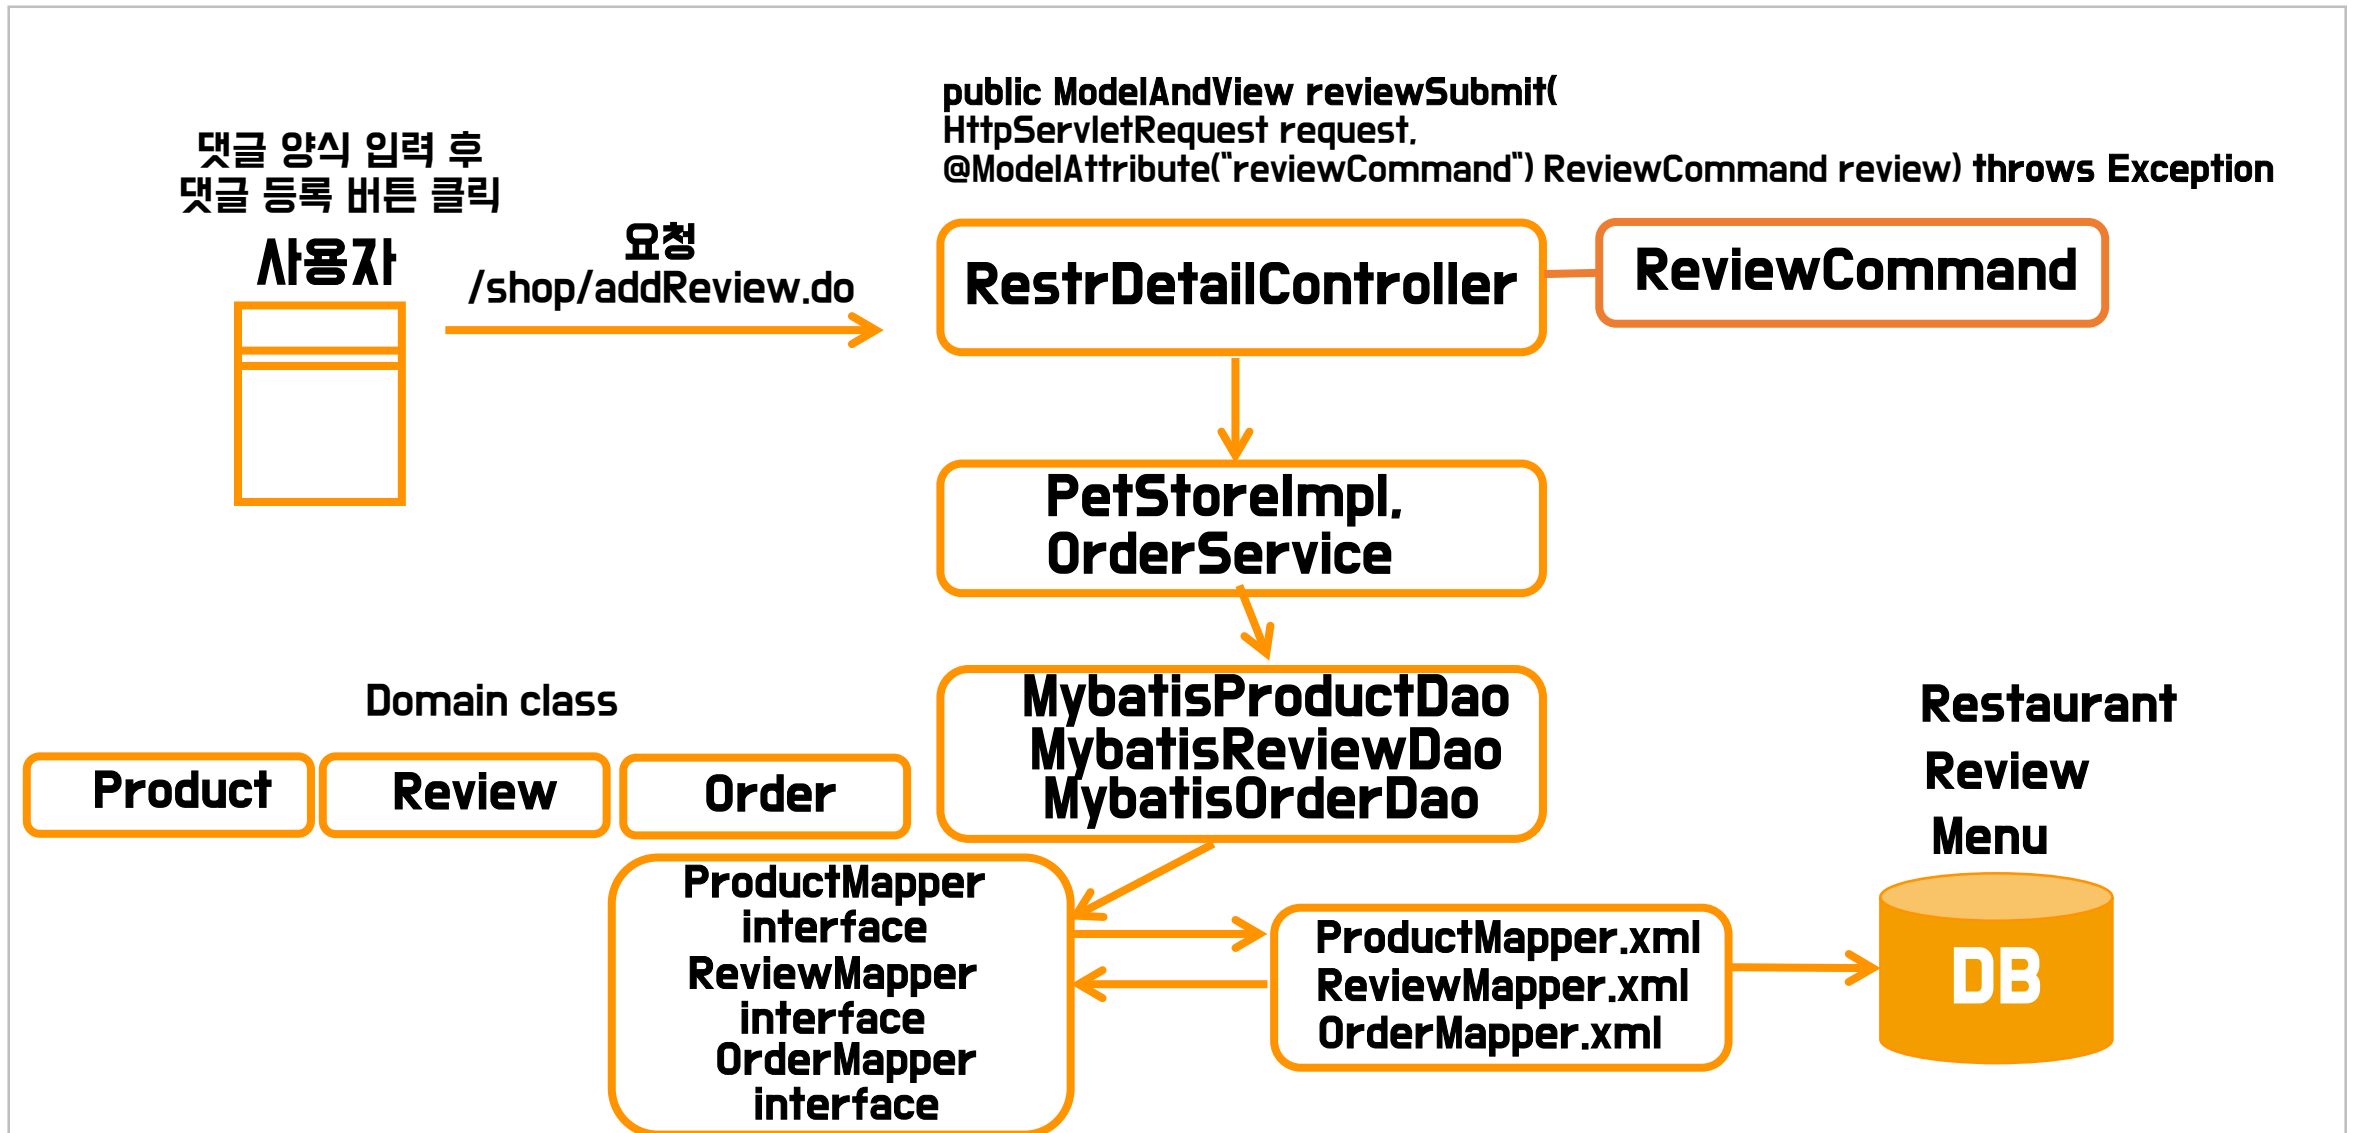 public ModelAndView reviewSubmit(
HttpServletRequest request,
@ModelAttribute("reviewCommand") ReviewCommand review) throws Exception
댓글 양식 입력 후
댓글 등록 버튼 클릭
사용자
요청
/shop/addReview.do
RestrDetailController
ReviewCommand
PetStoreImpl,
OrderService
Domain class
Product
Review
Order
MybatisProductDao
MybatisReviewDao
MybatisOrderDao
Restaurant
Review
Menu
ProductMapper
interface
ReviewMapper
interface
OrderMapper
interface
ProductMapper.xml
ReviewMapper.xml
OrderMapper.xml
DB